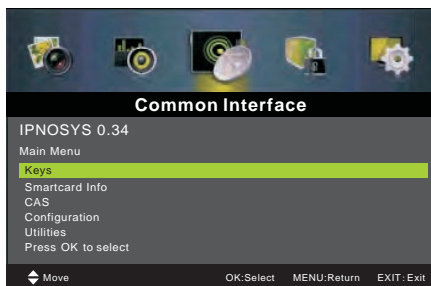 Common Interface
IPNOSYS 0.34
Main Menu
Keys
Smartcard Info
CAS
Configuration
Utilities
Press OK to select
Move OK:Select MENU:Return EXIT:Exit